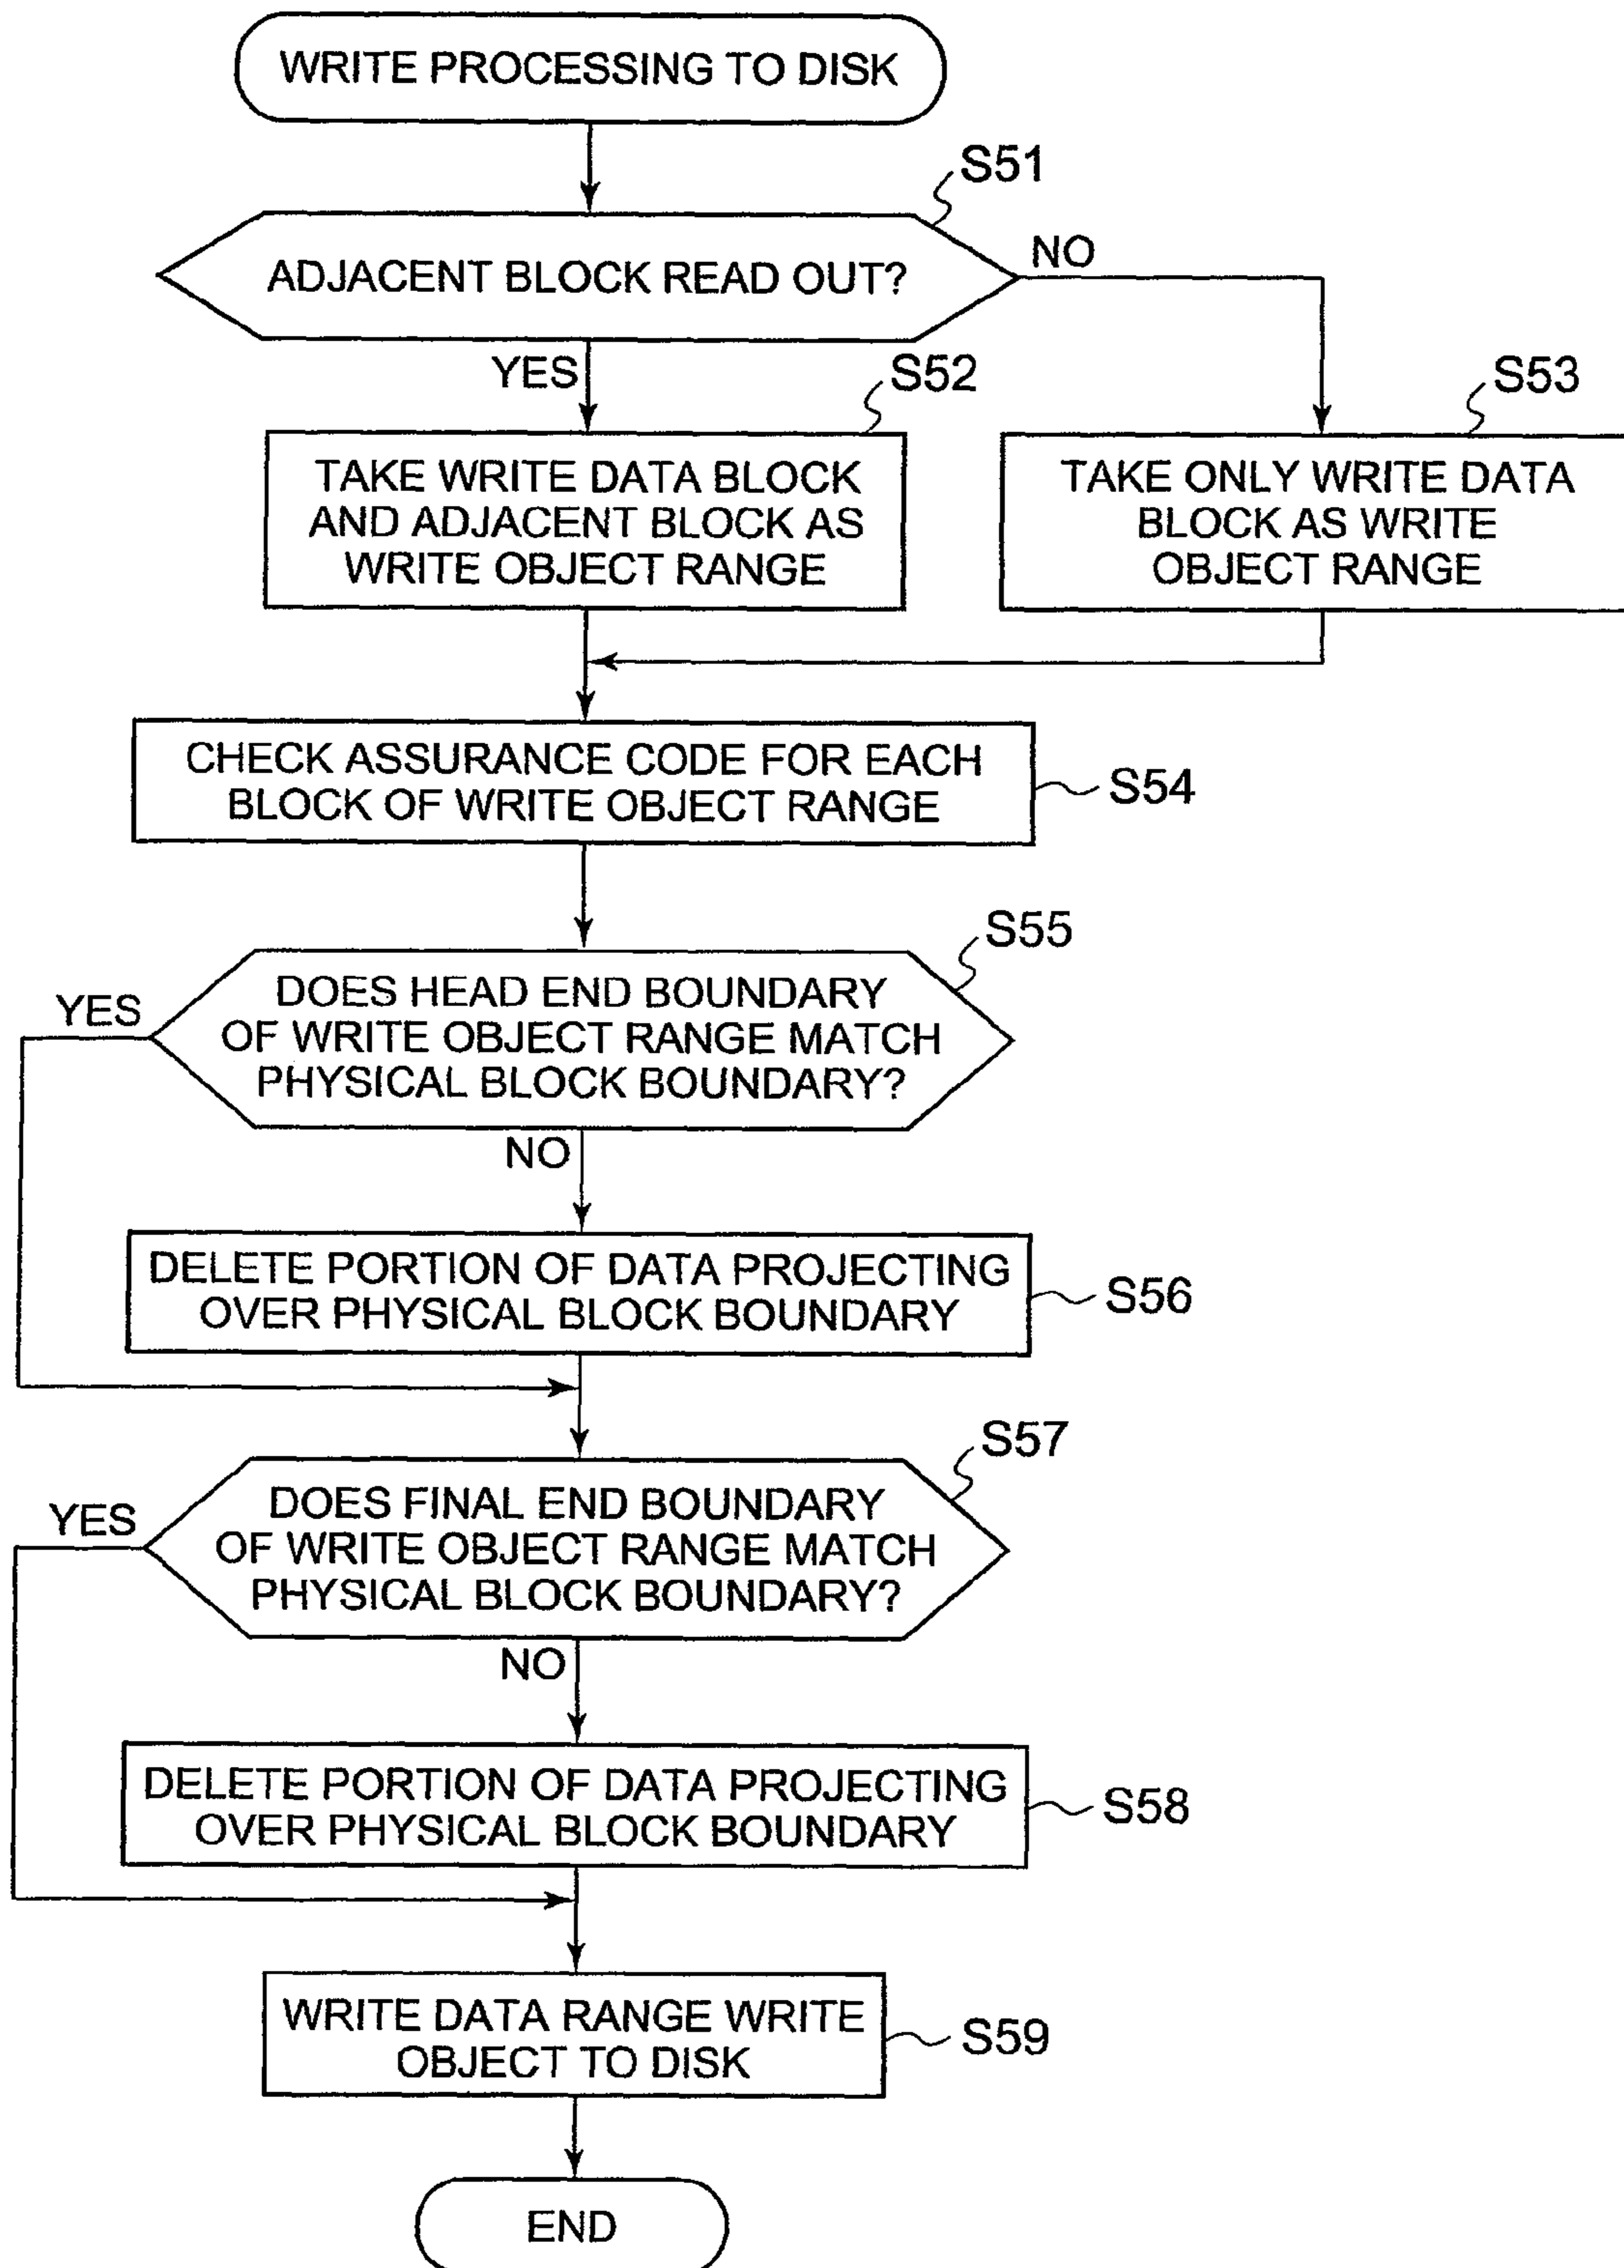 WRITE PROCESSING TO DISK
S51
ADJACENT BLOCK READ OUT?
NO
YES
S52
S53
TAKE WRITE DATA BLOCK
AND ADJACENT BLOCK AS
WRITE OBJECT RANGE
TAKE ONLY WRITE DATA
BLOCK AS WRITE
OBJECT RANGE
CHECK ASSURANCE CODE FOR EACH
BLOCK OF WRITE OBJECT RANGE
S54
S55
YES
DOES HEAD END BOUNDARY
OF WRITE OBJECT RANGE MATCH
PHYSICAL BLOCK BOUNDARY?
NO
DELETE PORTION OF DATA PROJECTING
OVER PHYSICAL BLOCK BOUNDARY
S56
S57
YES
DOES FINAL END BOUNDARY
OF WRITE OBJECT RANGE MATCH
PHYSICAL BLOCK BOUNDARY?
NO
DELETE PORTION OF DATA PROJECTING
OVER PHYSICAL BLOCK BOUNDARY
S58
WRITE DATA RANGE WRITE
OBJECT TO DISK
S59
END